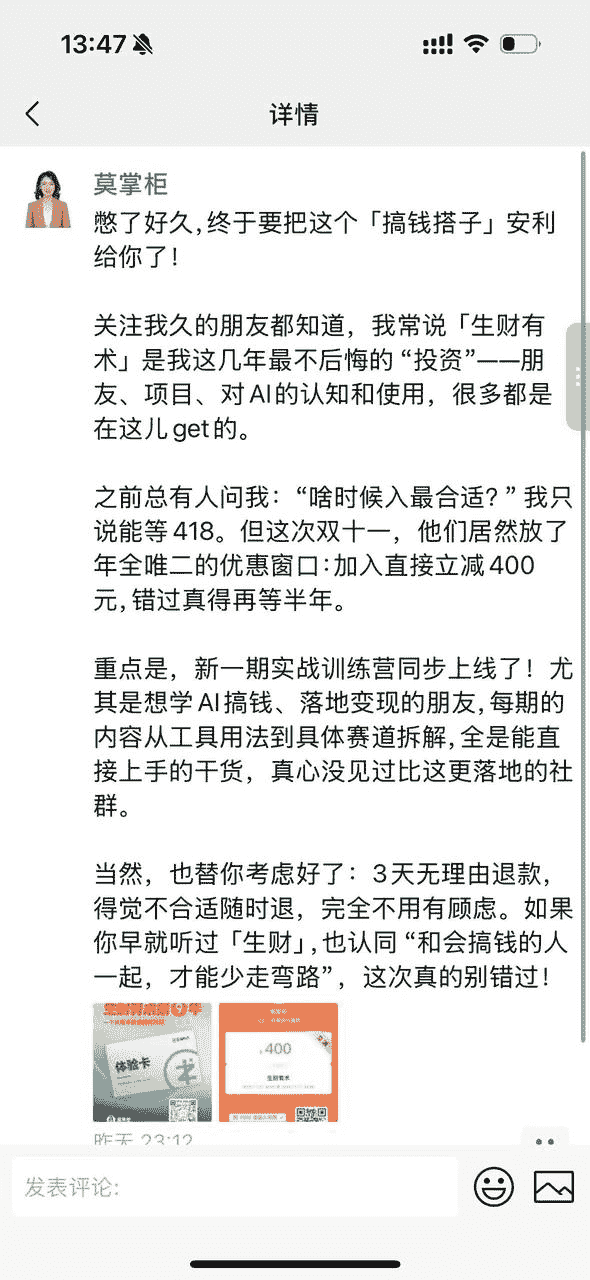 13:47
详情
莫掌柜
憋了好久,终于要把这个「搞钱搭子」安利
给你了！
关注我久的朋友都知道，我常说「生财有
术」是我这几年最不后悔的 “投资”——朋
友、项目、对AI的认知和使用，很多都是
在这儿get的。
之前总有人问我：“啥时候入最合适？” 我只
说能等418。但这次双十一，他们居然放了
年全唯二的优惠窗口:加入直接立减400
元,错过真得再等半年。
重点是，新一期实战训练营同步上线了！尤
其是想学AI搞钱、落地变现的朋友,每期的
内容从工具用法到具体赛道拆解,全是能直
接上手的干货，真心没见过比这更落地的社
群。
当然，也替你考虑好了：3天无理由退款，
得觉不合适随时退，完全不用有顾虑。如果
你早就听过「生财」,也认同 “和会搞钱的人
一起，才能少走弯路”，这次真的别错过！
体验卡
400
生财有术
昨天 23:12
发表评论: